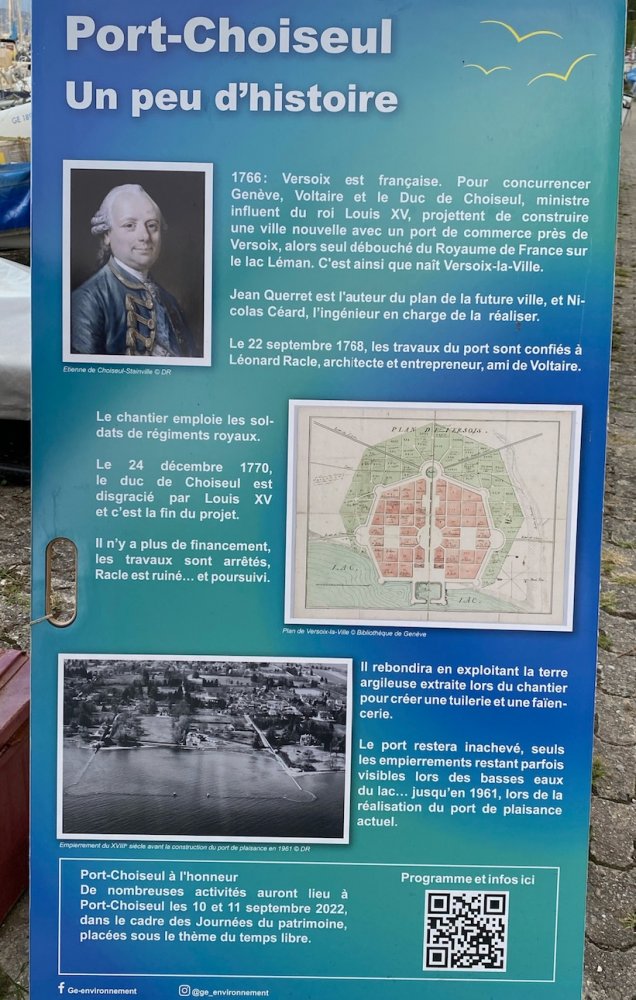 Port-Choiseul
Un peu d’histoire
1766 : Versoix est française. Pour concurrencer
Genève, Voltaire et le Duc de Choiseul, ministre
influent du roi Louis XV, projettent de construire
une ville nouvelle avec un port de commerce près de
Versoix, alors seul débouché du Royaume de France sur
le lac Léman. C'est ainsi que naît Versoix-la-Ville.
Jean Querret est l'auteur du plan de la future ville, et Ni-
colas Céard, l’ingénieur en charge de la réaliser.
Le 22 septembre 1768, les travaux du port sont confiés à
Léonard Racle, architecte et entrepreneur, ami de Voltaire.
Etienne de Choiseul-Stainville © DR
Le chantier emploie les sol-
dats de régiments royaux.
Le 24 décembre 1770,
le duc de Choiseul est
disgracié par Louis XV
et c’est la fin du projet.
Il n’y a plus de financement,
les travaux sont arrêtés,
Racle est ruiné… et poursuivi.
PLAN DE VERSOIS.
LAC.
LAC.
Plan de Versoix-la-Ville © Bibliothèque de Genève
Il rebondira en exploitant la terre
argileuse extraite lors du chantier
pour créer une tuilerie et une faïen-
cerie.
Le port restera inachevé, seuls
les empierrements restant parfois
visibles lors des basses eaux
du lac… jusqu’en 1961, lors de la
réalisation du port de plaisance
actuel.
Empierrement du XVIIIᵉ siècle avant la construction du port de plaisance en 1961 © DR
Port-Choiseul à l'honneur
De nombreuses activités auront lieu à
Port-Choiseul les 10 et 11 septembre 2022,
dans le cadre des Journées du patrimoine,
placées sous le thème du temps libre.
Programme et infos ici
Ge-environnement
@ge_environnement